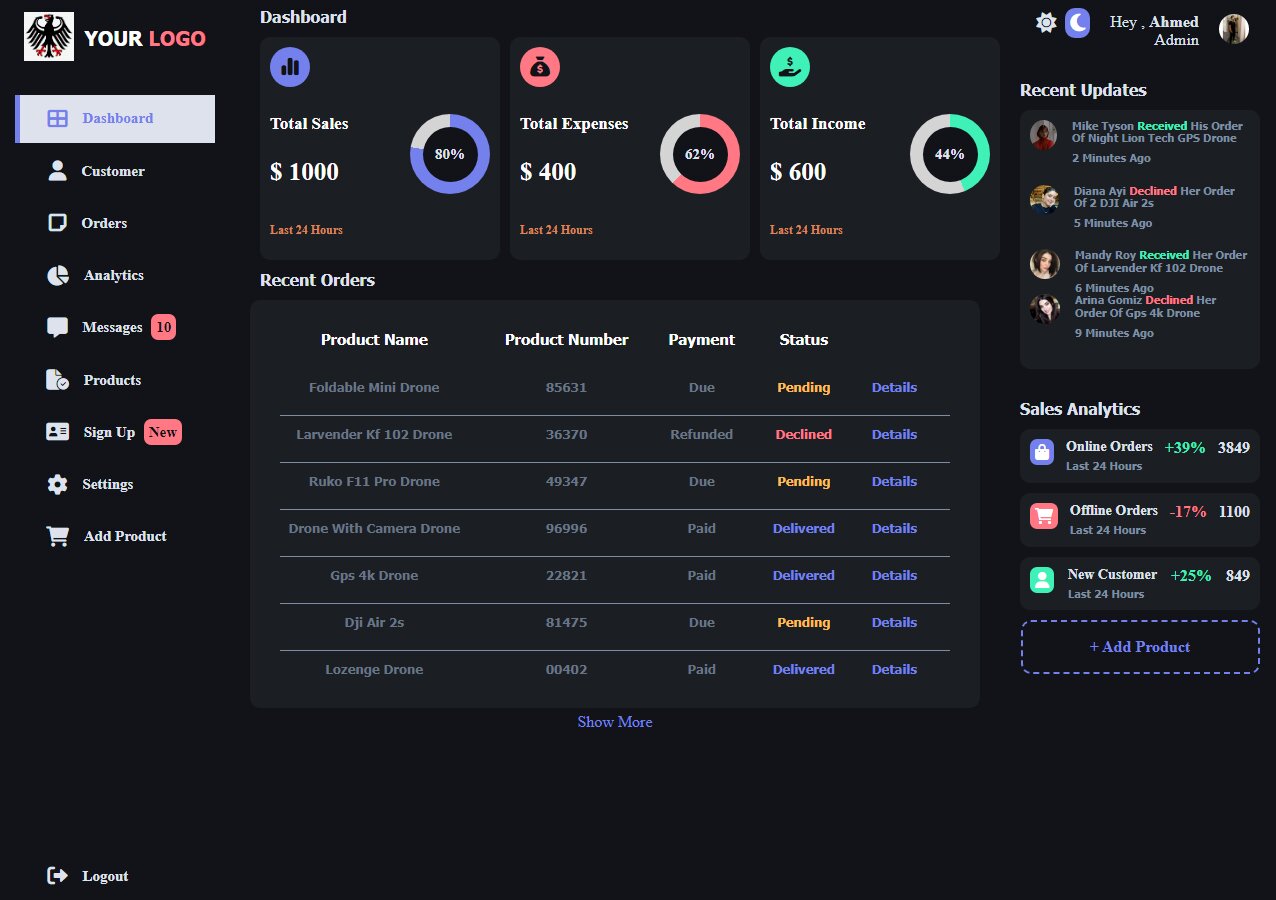 YOUR LOGO
Dashboard
Customer
Orders
Analytics
Messages 10
Products
Sign Up New
Settings
Add Product
Logout
Dashboard
Total Sales
$ 1000
80%
Last 24 Hours
Total Expenses
$ 400
62%
Last 24 Hours
Total Income
$ 600
44%
Last 24 Hours
Recent Orders
Product Name Product Number Payment Status
Foldable Mini Drone 85631 Due Pending Details
Larvender Kf 102 Drone 36370 Refunded Declined Details
Ruko F11 Pro Drone 49347 Due Pending Details
Drone With Camera Drone 96996 Paid Delivered Details
Gps 4k Drone 22821 Paid Delivered Details
Dji Air 2s 81475 Due Pending Details
Lozenge Drone 00402 Paid Delivered Details
Show More
Hey , Ahmed
Admin
Recent Updates
Mike Tyson Received His Order
Of Night Lion Tech GPS Drone
2 Minutes Ago
Diana Ayi Declined Her Order
Of 2 DJI Air 2s
5 Minutes Ago
Mandy Roy Received Her Order
Of Larvender Kf 102 Drone
6 Minutes Ago
Arina Gomiz Declined Her
Order Of Gps 4k Drone
9 Minutes Ago
Sales Analytics
Online Orders +39% 3849
Last 24 Hours
Offline Orders -17% 1100
Last 24 Hours
New Customer +25% 849
Last 24 Hours
+ Add Product